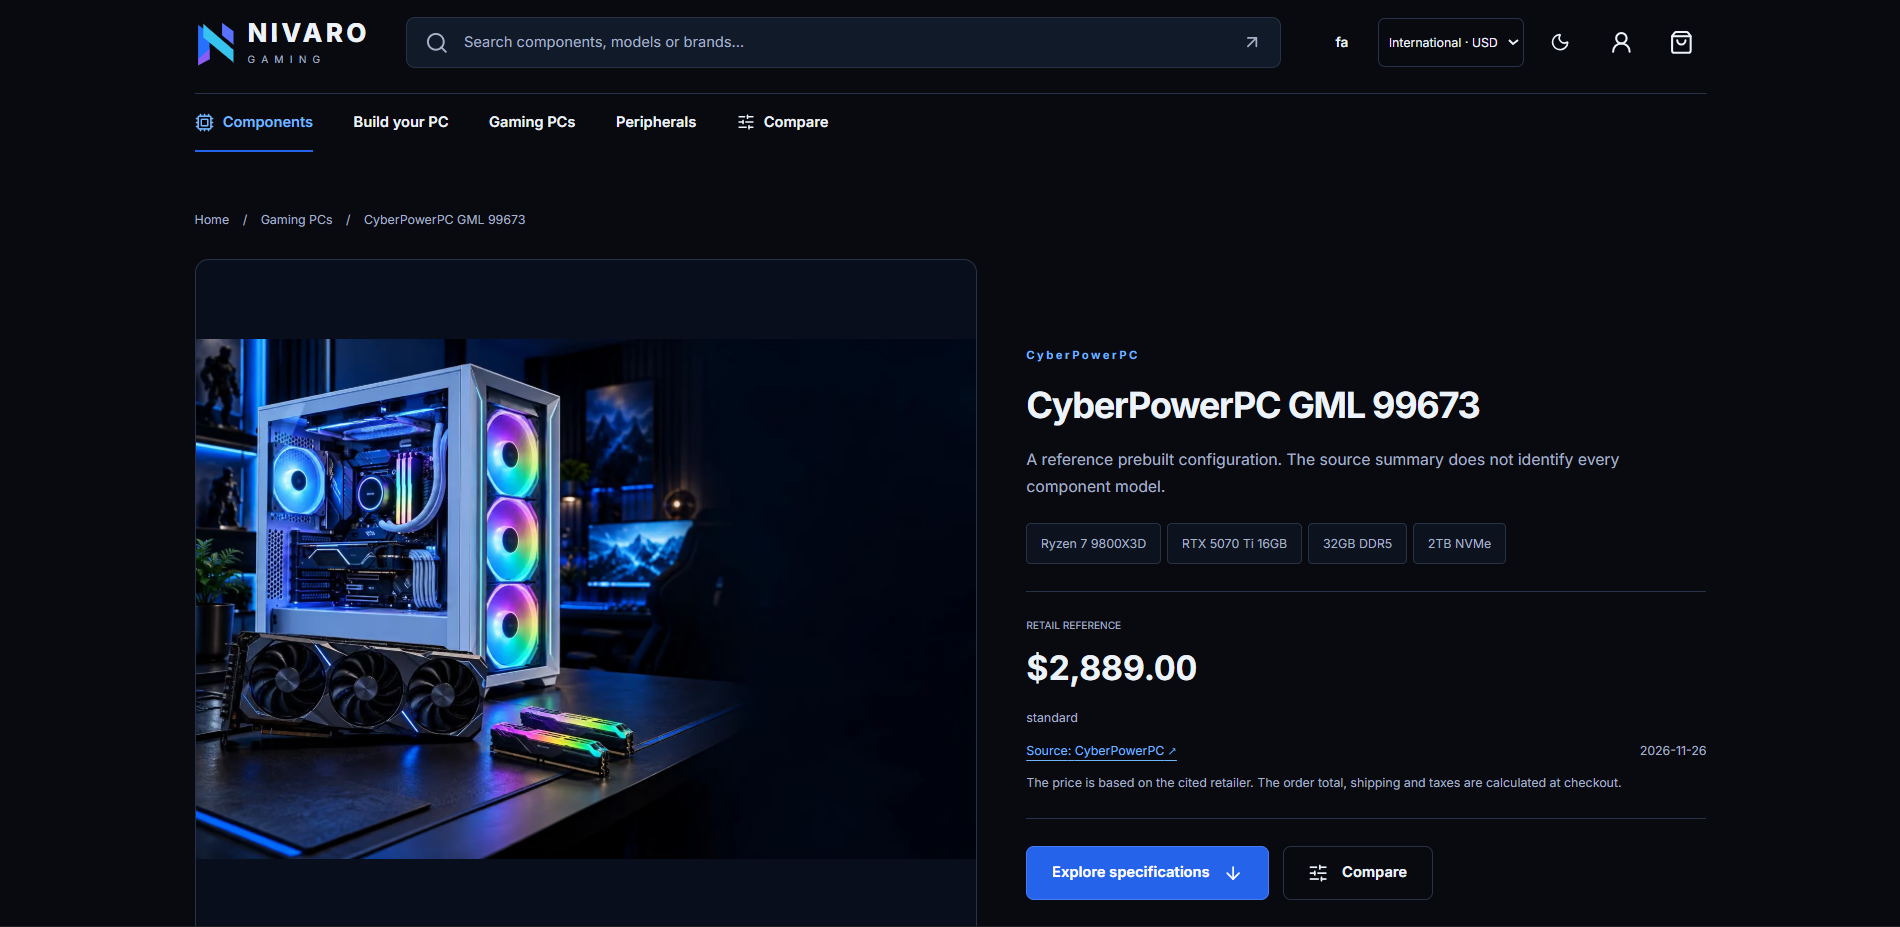 NIVARO
GAMING
Search components, models or brands...
fa
International · USD
Components
Build your PC
Gaming PCs
Peripherals
Compare
Home / Gaming PCs / CyberPowerPC GML 99673
CyberPowerPC
CyberPowerPC GML 99673
A reference prebuilt configuration. The source summary does not identify every
component model.
Ryzen 7 9800X3D
RTX 5070 Ti 16GB
32GB DDR5
2TB NVMe
RETAIL REFERENCE
$2,889.00
standard
Source: CyberPowerPC ↗
2026-11-26
The price is based on the cited retailer. The order total, shipping and taxes are calculated at checkout.
Explore specifications ↓
Compare